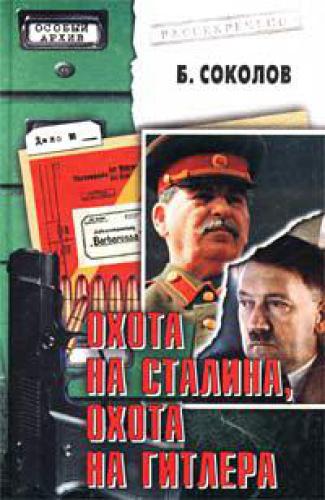 ОСОБЫЙ
АРХИВ
РАССЕКРЕЧЕНО
Б. СОКОЛОВ
Дело №
"Barbarossa"
ОХОТА
НА СТАЛИНА,
ОХОТА
НА ГИТЛЕРА